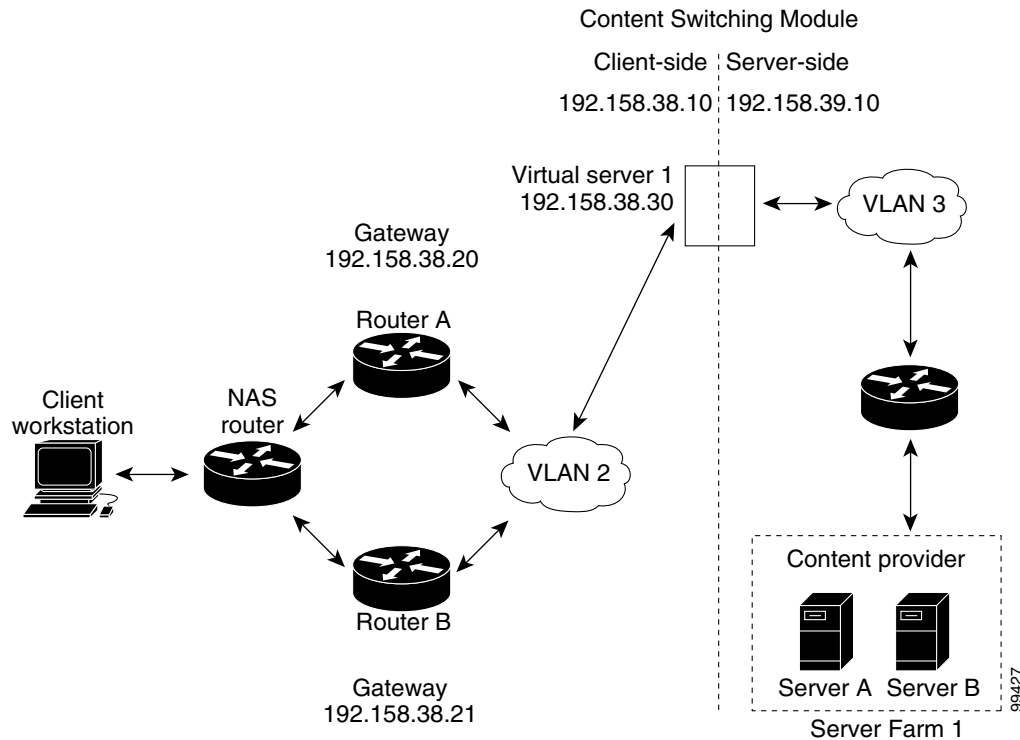 Content Switching Module
Client-side
Server-side
192.158.38.10
192.158.39.10
Virtual server 1
192.158.38.30
VLAN 3
Gateway
192.158.38.20
Router A
Client
workstation
NAS
router
VLAN 2
Router B
Gateway
192.158.38.21
Content provider
Server A
Server B
Server Farm 1
99427